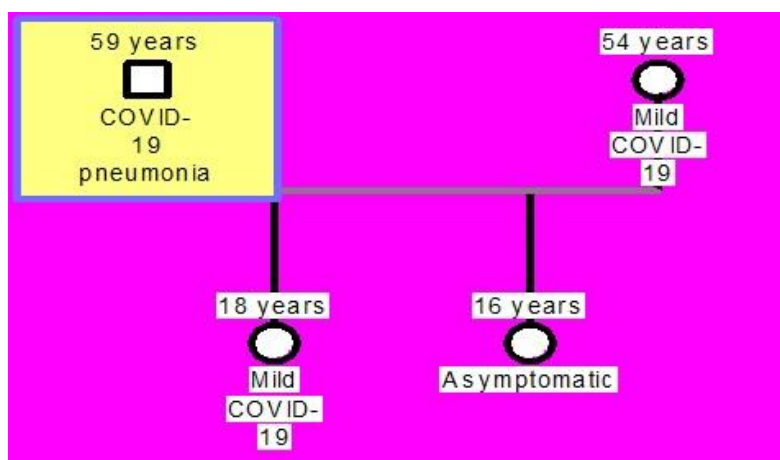 59 years
COVID-
19
pneumonia
54 years
Mild
COVID-
19
18 years
Mild
COVID-
19
16 years
Asymptomatic